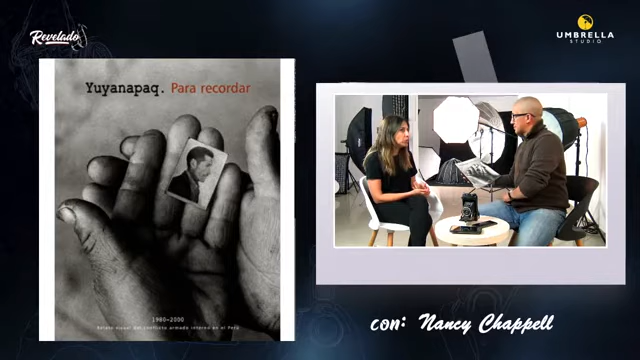 Revelado
UMBRELLA
STUDIO
Yuyanapaq. Para recordar
1980-2000
Relato visual del conflicto armado interno en el Perú
con: Nancy Chappell